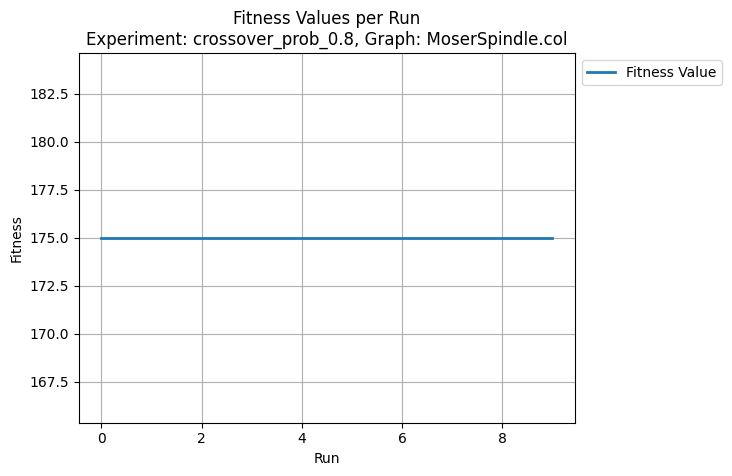 Fitness Values per Run
Experiment: crossover_prob_0.8, Graph: MoserSpindle.col
Fitness Value
182.5
180.0
177.5
175.0
172.5
170.0
167.5
Fitness
0 2 4 6 8
Run